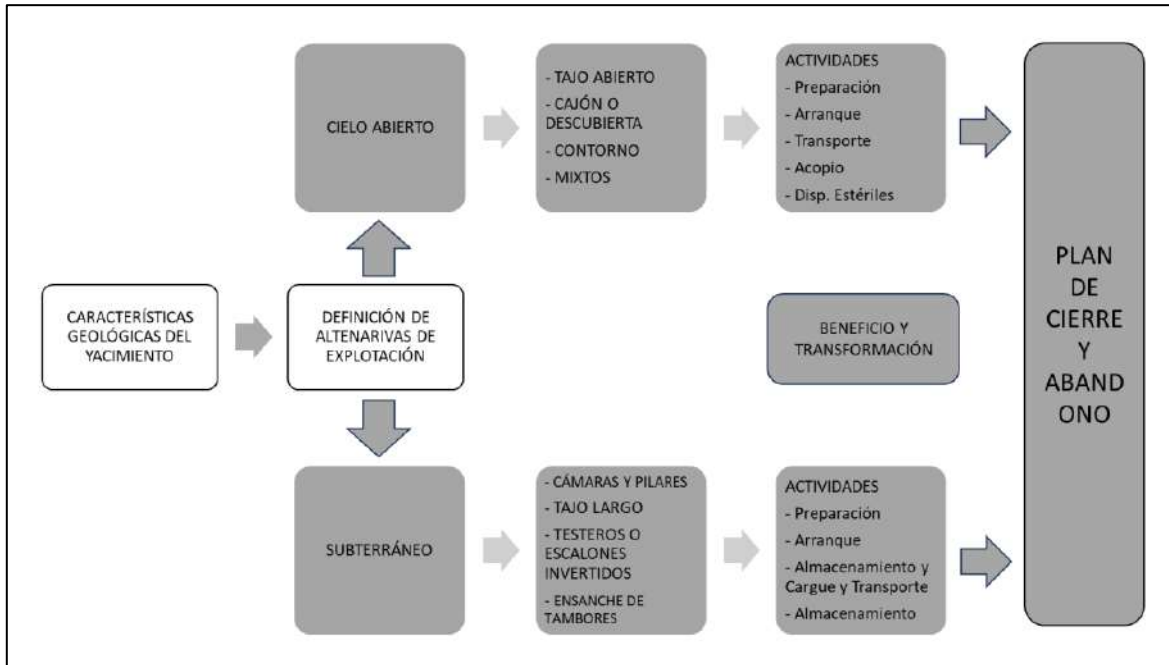 CIELO ABIERTO
- TAJO ABIERTO
- CAJÓN O
DESCUBIERTA
- CONTORNO
- MIXTOS
ACTIVIDADES
- Preparación
- Arranque
- Transporte
- Acopio
- Disp. Estériles
CARACTERÍSTICAS
GEOLÓGICAS DEL
YACIMIENTO
DEFINICIÓN DE
ALTENARIVAS DE
EXPLOTACIÓN
BENEFICIO Y
TRANSFORMACIÓN
SUBTERRÁNEO
- CÁMARAS Y PILARES
- TAJO LARGO
- TESTEROS O
ESCALONES
INVERTIDOS
- ENSANCHE DE
TAMBORES
ACTIVIDADES
- Preparación
- Arranque
- Almacenamiento y
Cargue y Transporte
- Almacenamiento
PLAN
DE
CIERRE
Y
ABAND
ONO